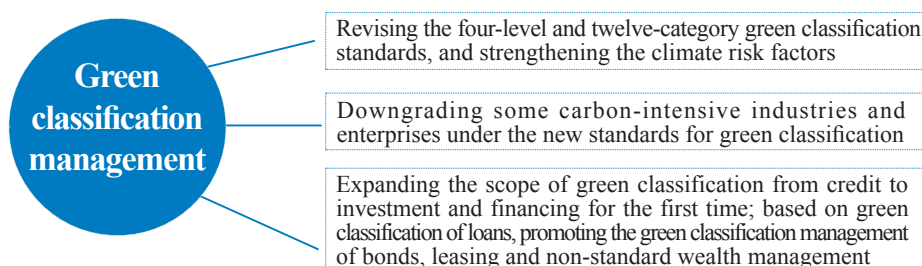 Green
classification
management
Revising the four-level and twelve-category green classification
standards, and strengthening the climate risk factors
Downgrading some carbon-intensive industries and
enterprises under the new standards for green classification
Expanding the scope of green classification from credit to
investment and financing for the first time; based on green
classification of loans, promoting the green classification management
of bonds, leasing and non-standard wealth management